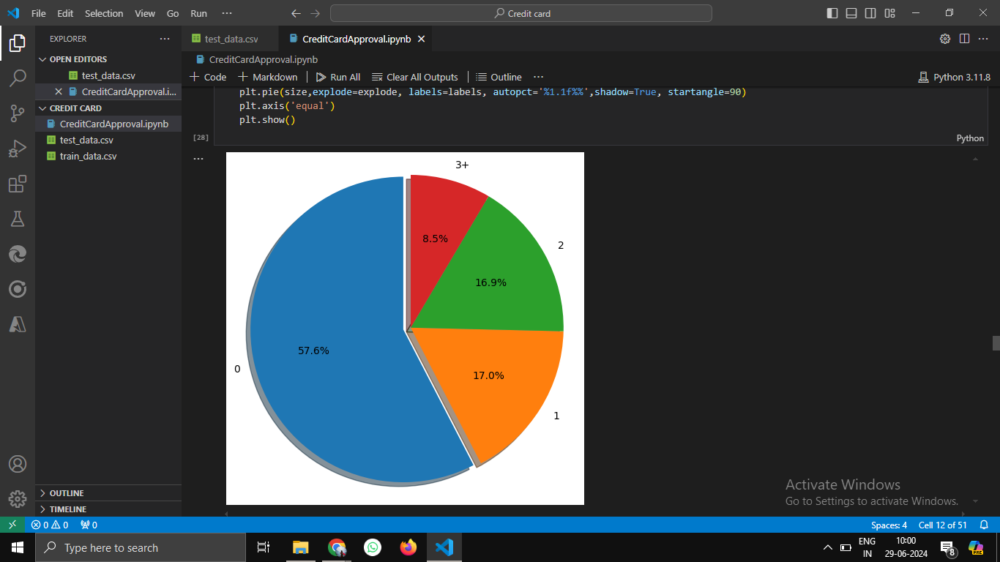 File Edit Selection View Go Run ···
Credit card
EXPLORER
OPEN EDITORS
test_data.csv
CreditCardApproval.i...
CREDIT CARD
CreditCardApproval.ipynb
test_data.csv
train_data.csv
OUTLINE
TIMELINE
test_data.csv CreditCardApproval.ipynb
CreditCardApproval.ipynb
Code Markdown Run All Clear All Outputs Outline ··· Python 3.11.8
plt.pie(size,explode=explode, labels=labels, autopct='%1.1f%%',shadow=True, startangle=90)
plt.axis('equal')
plt.show()
[28] Python
3+
8.5%
2
16.9%
57.6%
0
17.0%
1
Activate Windows
Go to Settings to activate Windows.
0 0 0 Spaces: 4 Cell 12 of 51
Type here to search
ENG
IN
10:00
29-06-2024
8
PRE